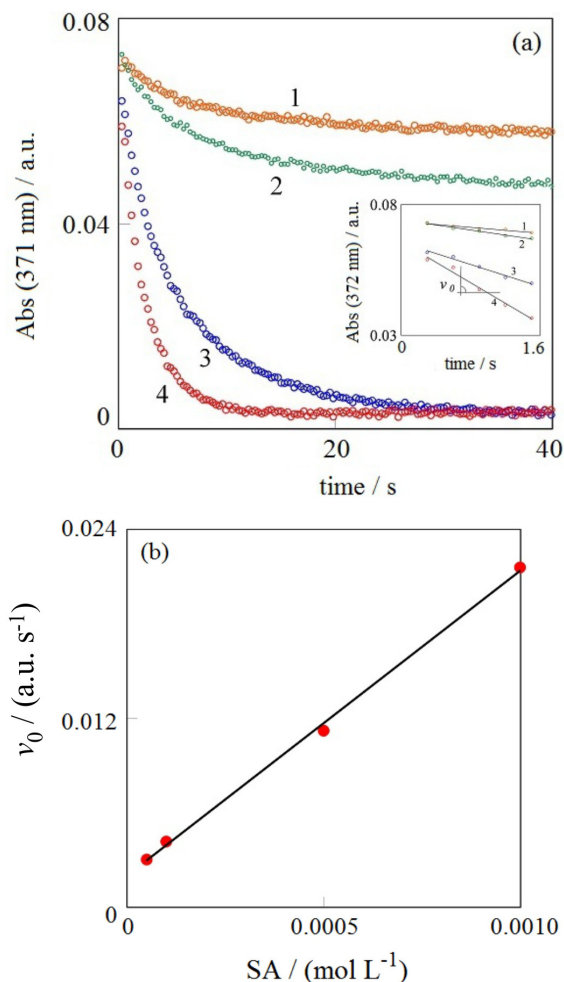 0.08
(a)
1
2
3
4
0.04
0
Abs (371 nm) / a.u.
0
20
40
time / s
0.08
0.03
Abs (372 nm) / a.u.
1
2
3
4
v₀
0
1.6
time / s
0.024
(b)
0.012
0
v₀ / (a.u. s⁻¹)
0
0.0005
0.0010
SA / (mol L⁻¹)